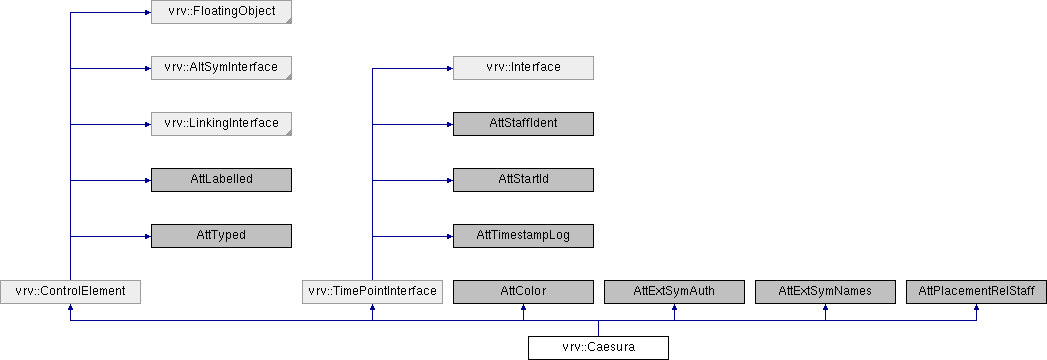 vrv::FloatingObject
vrv::AltSymInterface
vrv::Interface
vrv::LinkingInterface
AttStaffIdent
AttLabelled
AttStartId
AttTyped
AttTimestampLog
vrv::ControlElement
vrv::TimePointInterface
AttColor
AttExtSymAuth
AttExtSymNames
AttPlacementRelStaff
vrv::Caesura